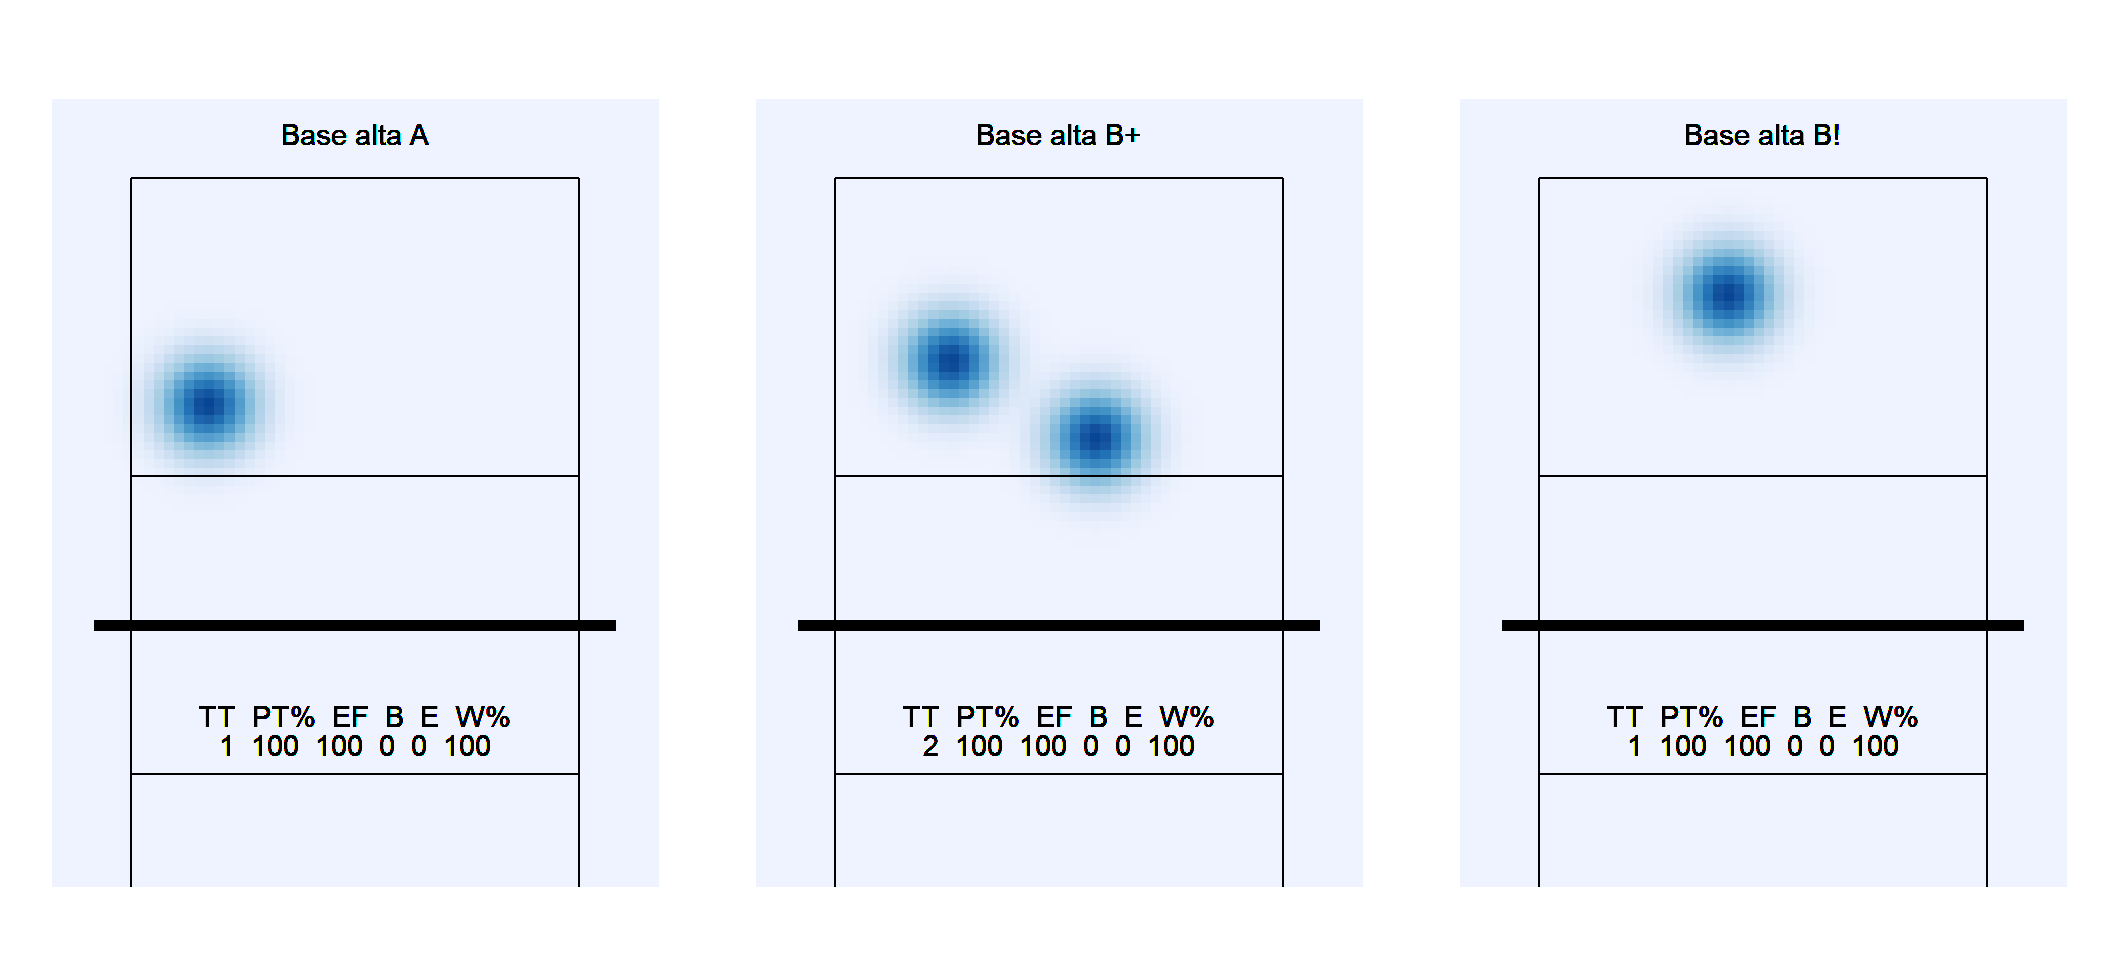 Base alta A
TT PT% EF B E W%
1 100 100 0 0 100
Base alta B+
TT PT% EF B E W%
2 100 100 0 0 100
Base alta B!
TT PT% EF B E W%
1 100 100 0 0 100